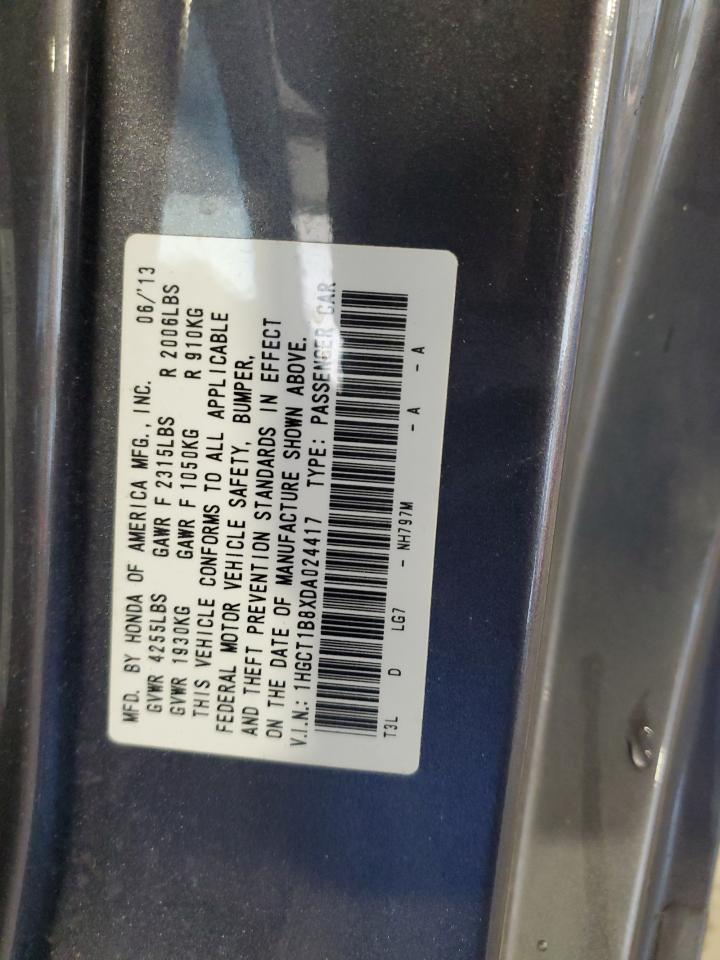 MFD. BY HONDA OF AMERICA MFG., INC. 06/'13
GVWR 4255LBS GAWR F 2315LBS R 2006LBS
GVWR 1930KG GAWR F 1050KG R 910KG
THIS VEHICLE CONFORMS TO ALL APPLICABLE
FEDERAL MOTOR VEHICLE SAFETY, BUMPER,
AND THEFT PREVENTION STANDARDS IN EFFECT
ON THE DATE OF MANUFACTURE SHOWN ABOVE.
V.I.N.: 1HGCT1B8XDA024417 TYPE: PASSENGER CAR
T3L D LG7 - NH797M - A - A